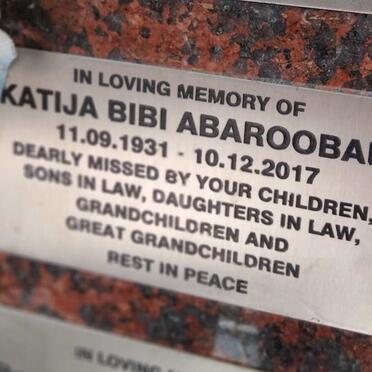 IN LOVING MEMORY OF
KATIJA BIBI ABAROOBA
11.09.1931 - 10.12.2017
DEARLY MISSED BY YOUR CHILDREN,
SONS IN LAW, DAUGHTERS IN LAW,
GRANDCHILDREN AND
GREAT GRANDCHILDREN
REST IN PEACE
IN LOVING